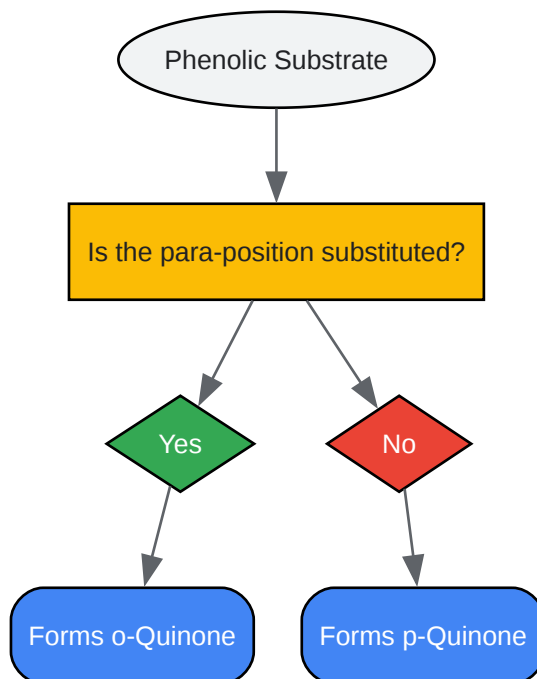 Phenolic Substrate
Is the para-position substituted?
Yes
No
Forms o-Quinone
Forms p-Quinone